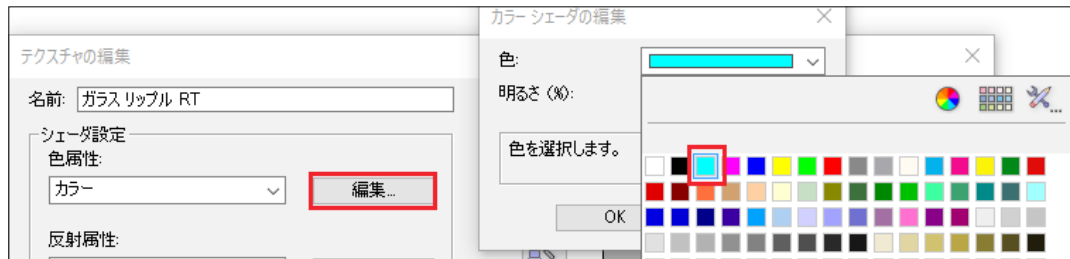 テクスチャの編集
名前: ガラス リップル RT
シェーダ設定
色属性:
カラー
編集...
反射属性:
カラー シェーダの編集
色:
明るさ (%):
色を選択します。
OK